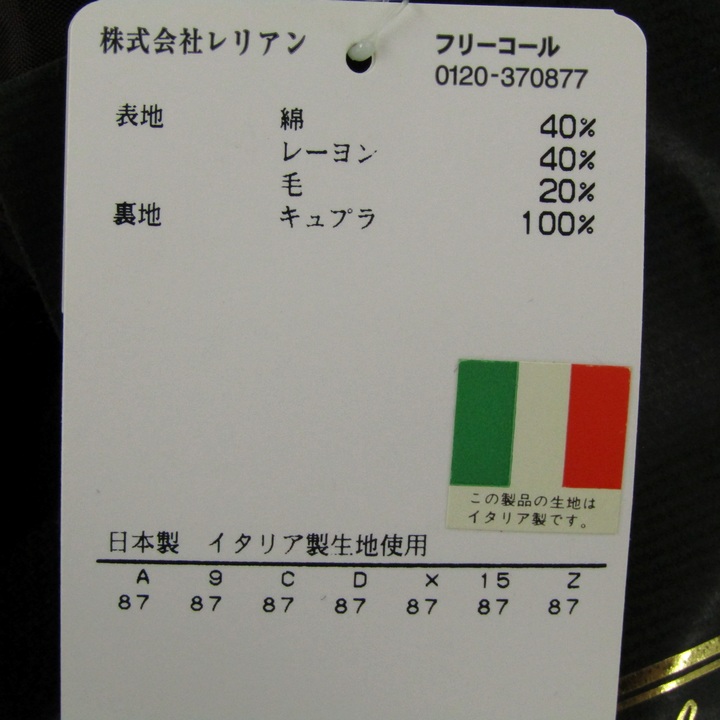 株式会社レリアン フリーコール
0120-370877
表地 綿 40%
レーヨン 40%
毛 20%
裏地 キュプラ 100%
この製品の生地は
イタリア製です。
日本製 イタリア製生地使用
A 9 C D X 15 Z
87 87 87 87 87 87 87